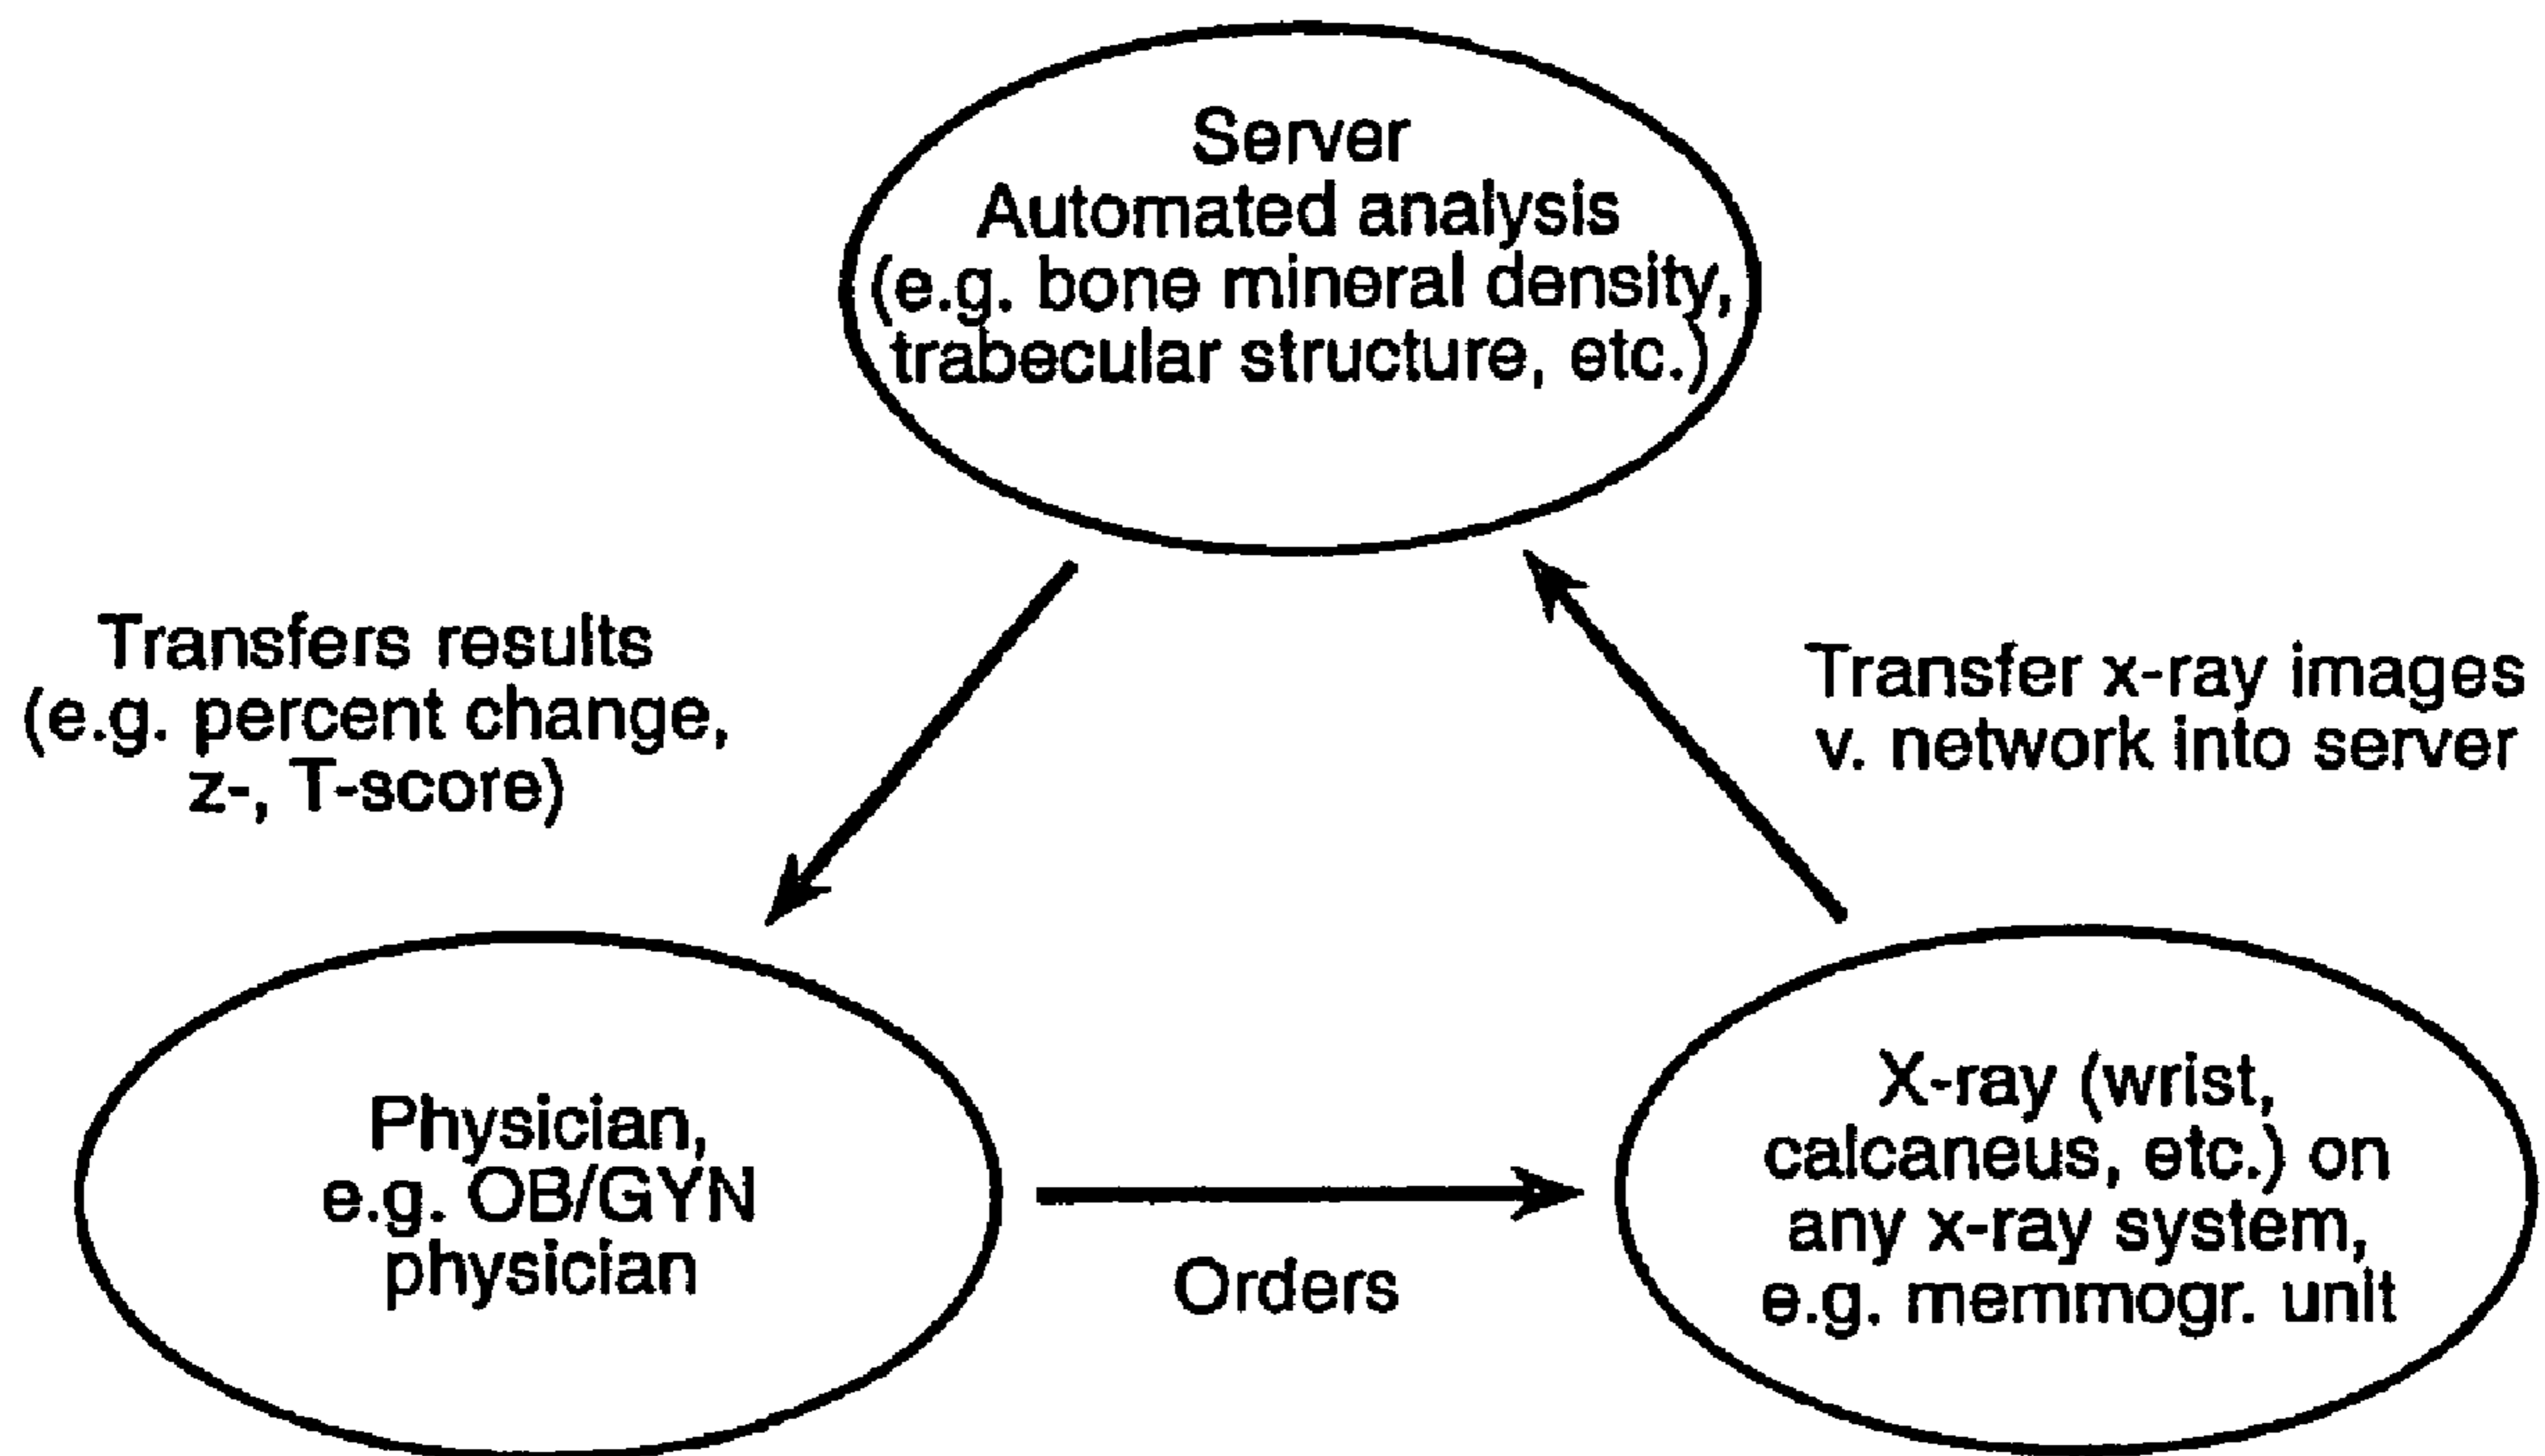 Server
Automated analysis
(e.g. bone mineral density,
trabecular structure, etc.)
Transfers results
(e.g. percent change,
z-, T-score)
Transfer x-ray images
v. network into server
Physician,
e.g. OB/GYN
physician
Orders
X-ray (wrist,
calcaneus, etc.) on
any x-ray system,
e.g. memmogr. unit